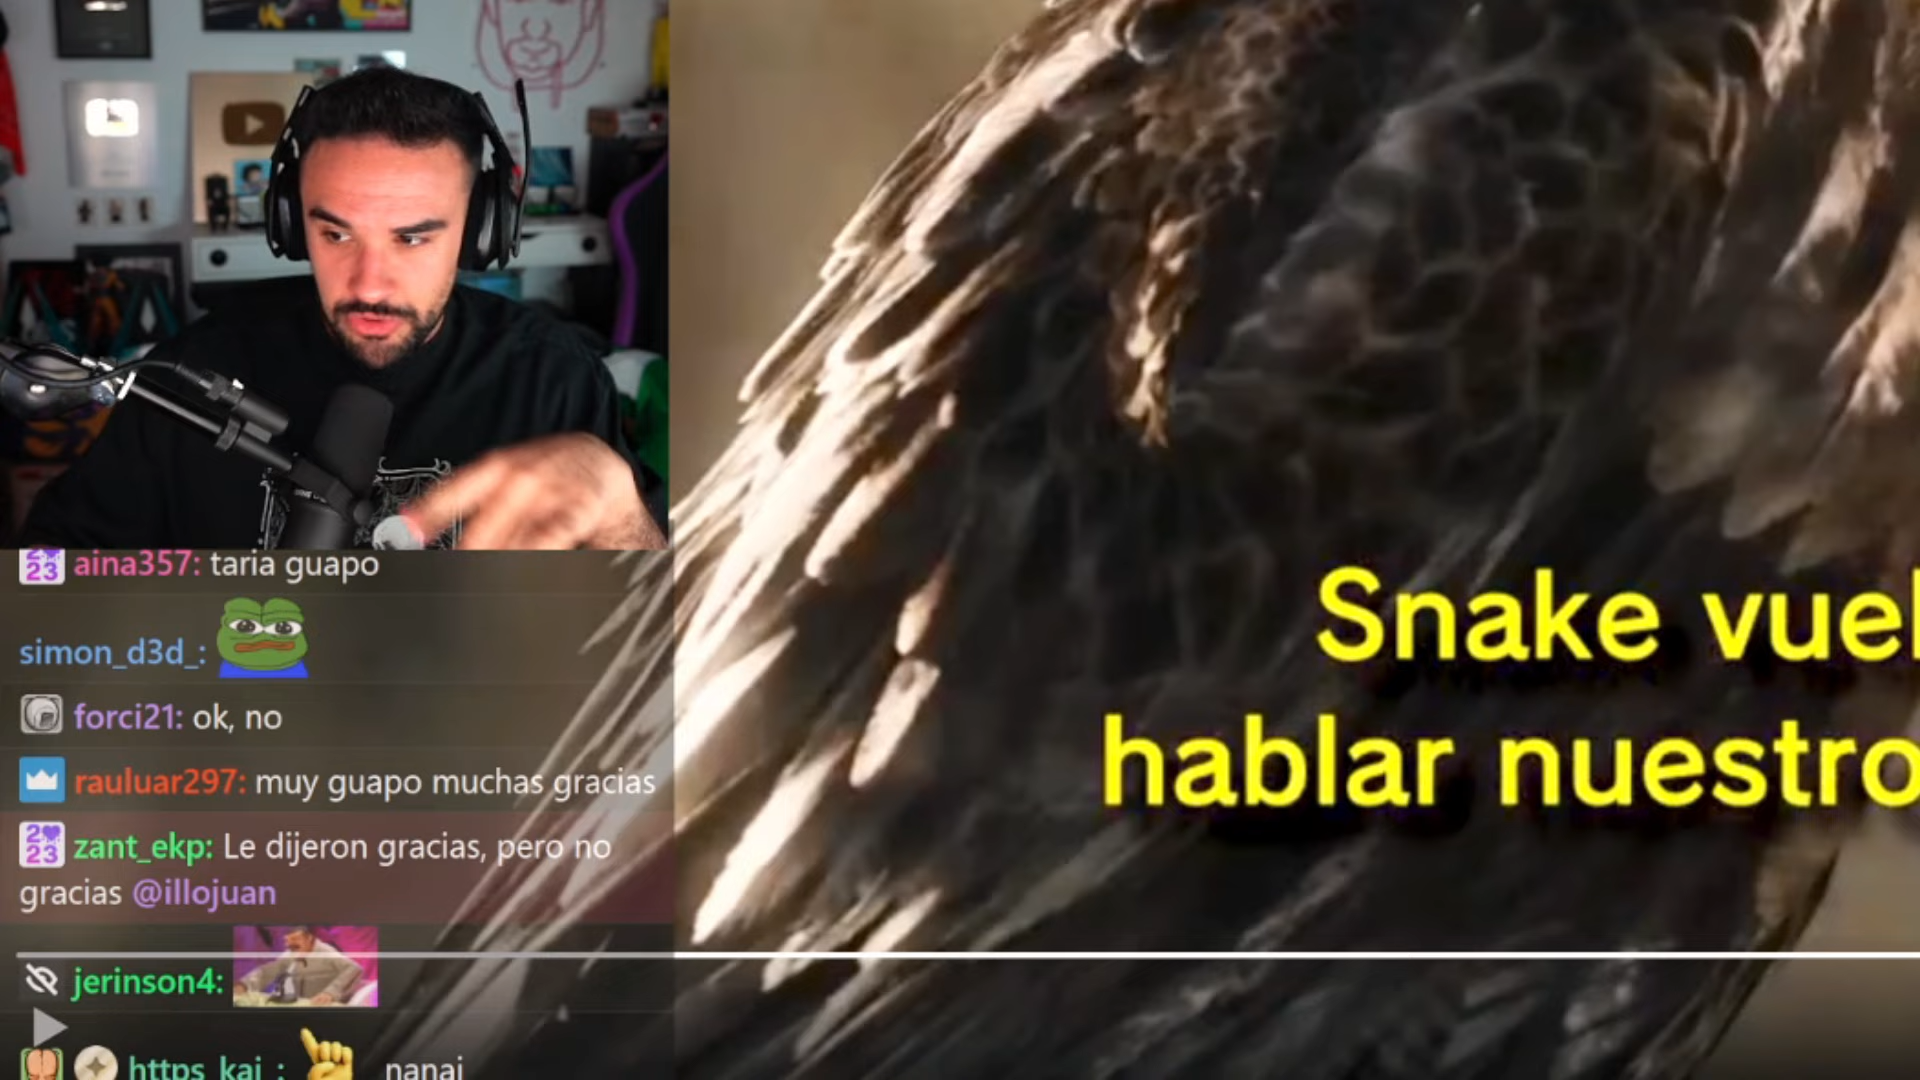 aina357: taria guapo
simon_d3d_:
forci21: ok, no
rauluar297: muy guapo muchas gracias
zant_ekp: Le dijeron gracias, pero no
gracias @illojuan
jerinson4:
https_kai_: nanai
Snake vuel
hablar nuestro